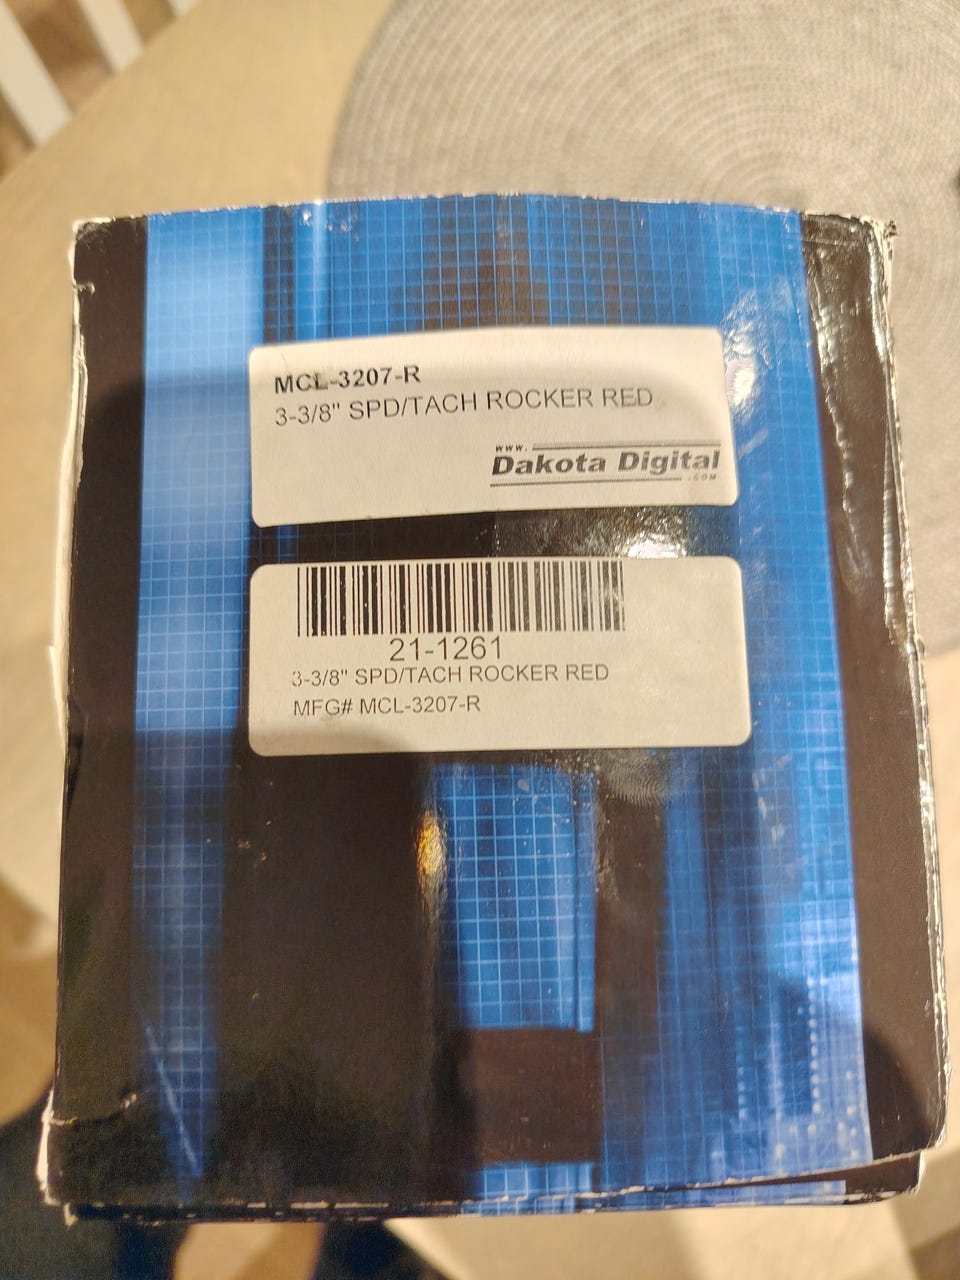 MCL-3207-R
3-3/8" SPD/TACH ROCKER RED
www.
Dakota Digital
.COM
21-1261
3-3/8" SPD/TACH ROCKER RED
MFG# MCL-3207-R